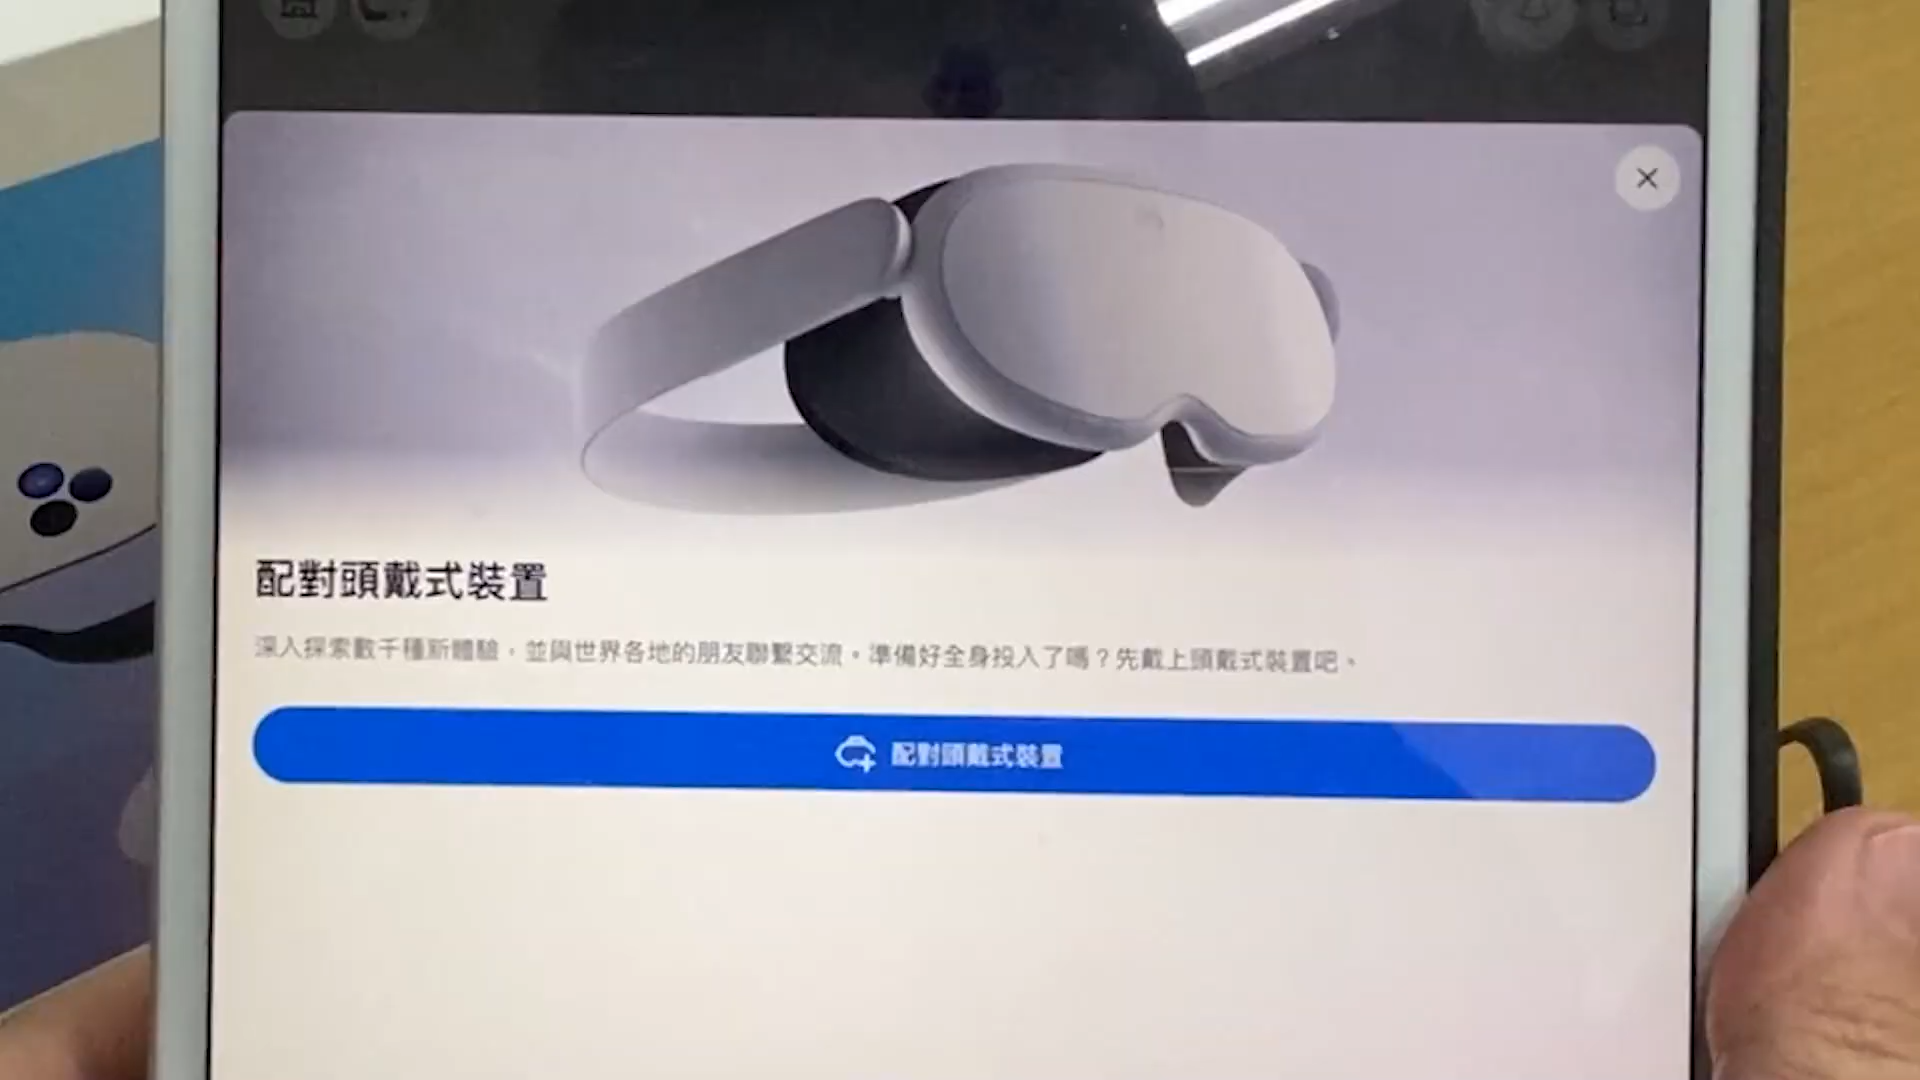 配對頭戴式裝置
深入探索數千種新體驗，並與世界各地的朋友聯繫交流。準備好全身投入了嗎？先戴上頭戴式裝置吧。
配對頭戴式裝置